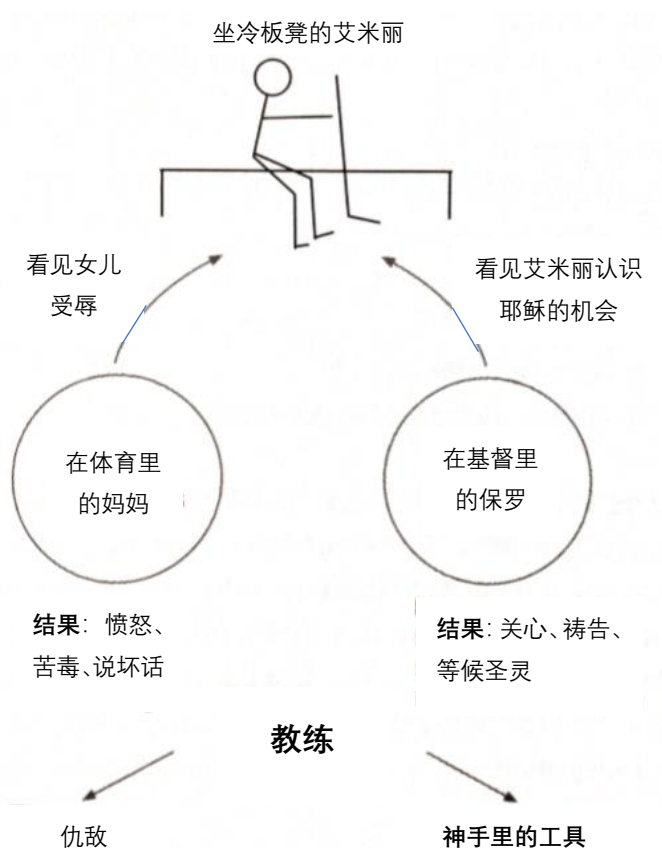 坐冷板凳的艾米丽
看见女儿
受辱
看见艾米丽认识
耶稣的机会
在体育里
的妈妈
在基督里
的保罗
结果：愤怒、
苦毒、说坏话
结果：关心、祷告、
等候圣灵
教练
仇敌
神手里的工具